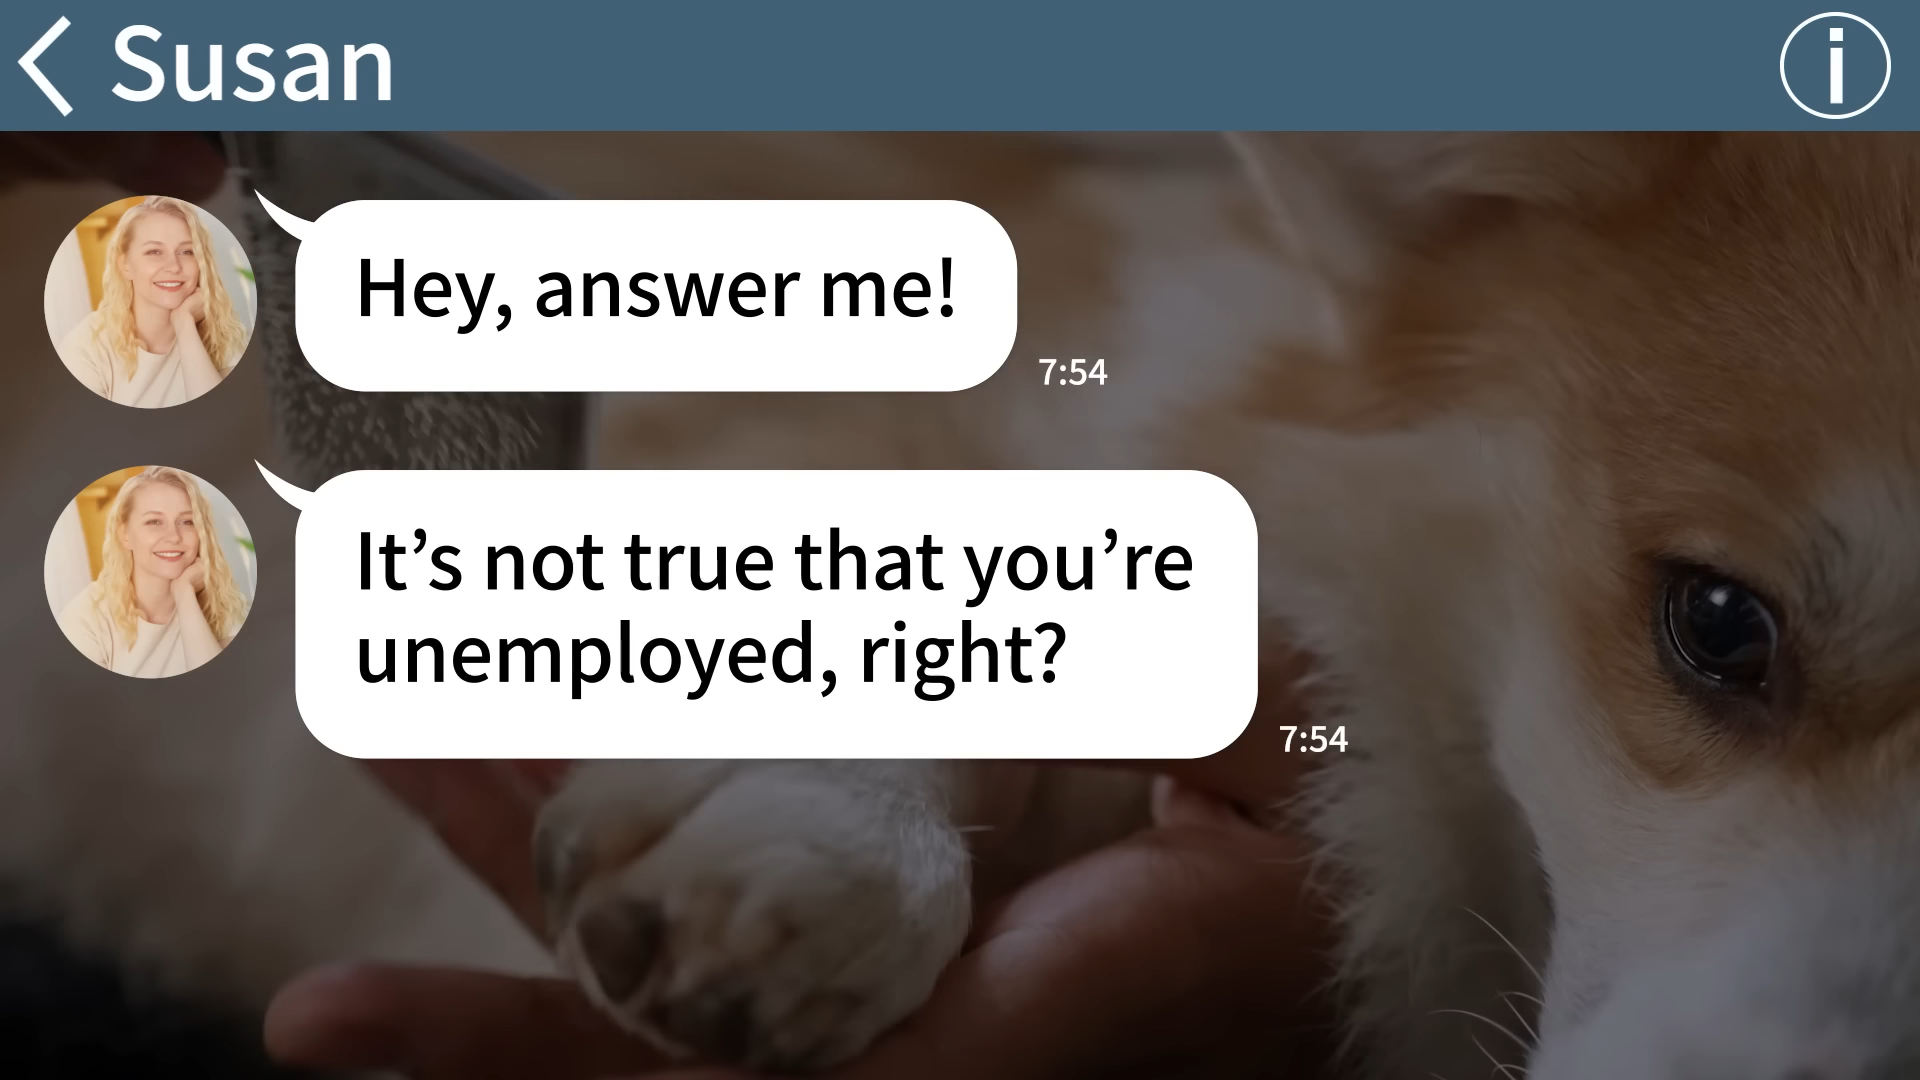 Susan
Hey, answer me!
7:54
It’s not true that you’re
unemployed, right?
7:54